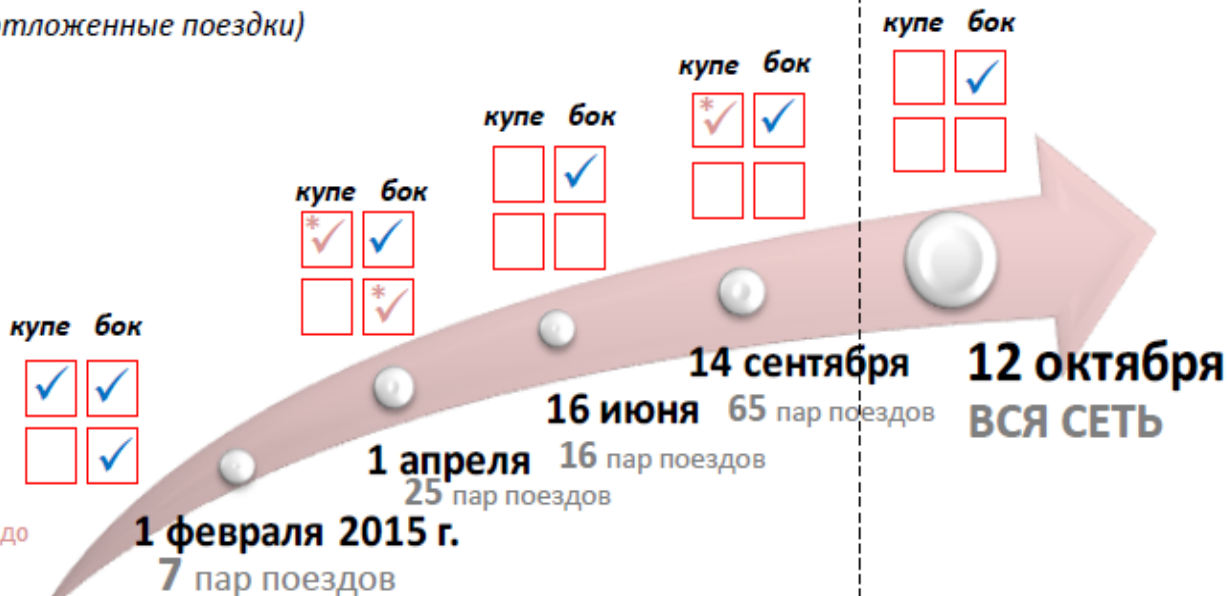 отложенные поездки)
купе бок
купе бок
*
купе бок
купе бок
*
*
купе бок
14 сентября
65 пар поездов
12 октября
ВСЯ СЕТЬ
16 июня
16 пар поездов
1 апреля
25 пар поездов
до
1 февраля 2015 г.
7 пар поездов